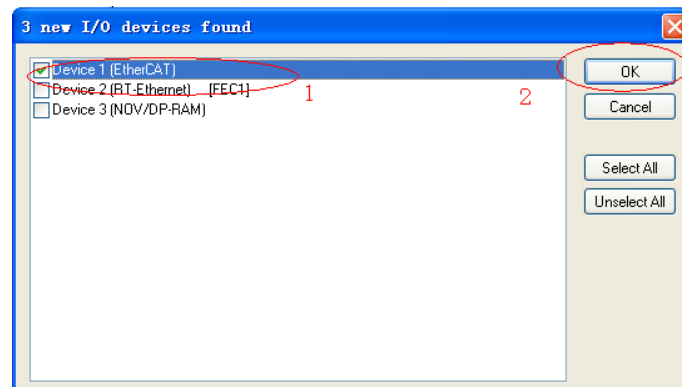 3 new I/O devices found
Device 1 (EtherCAT)
Device 2 (RT-Ethernet) [FEC1]
Device 3 (NOV/DP-RAM)
1
2
OK
Cancel
Select All
Unselect All